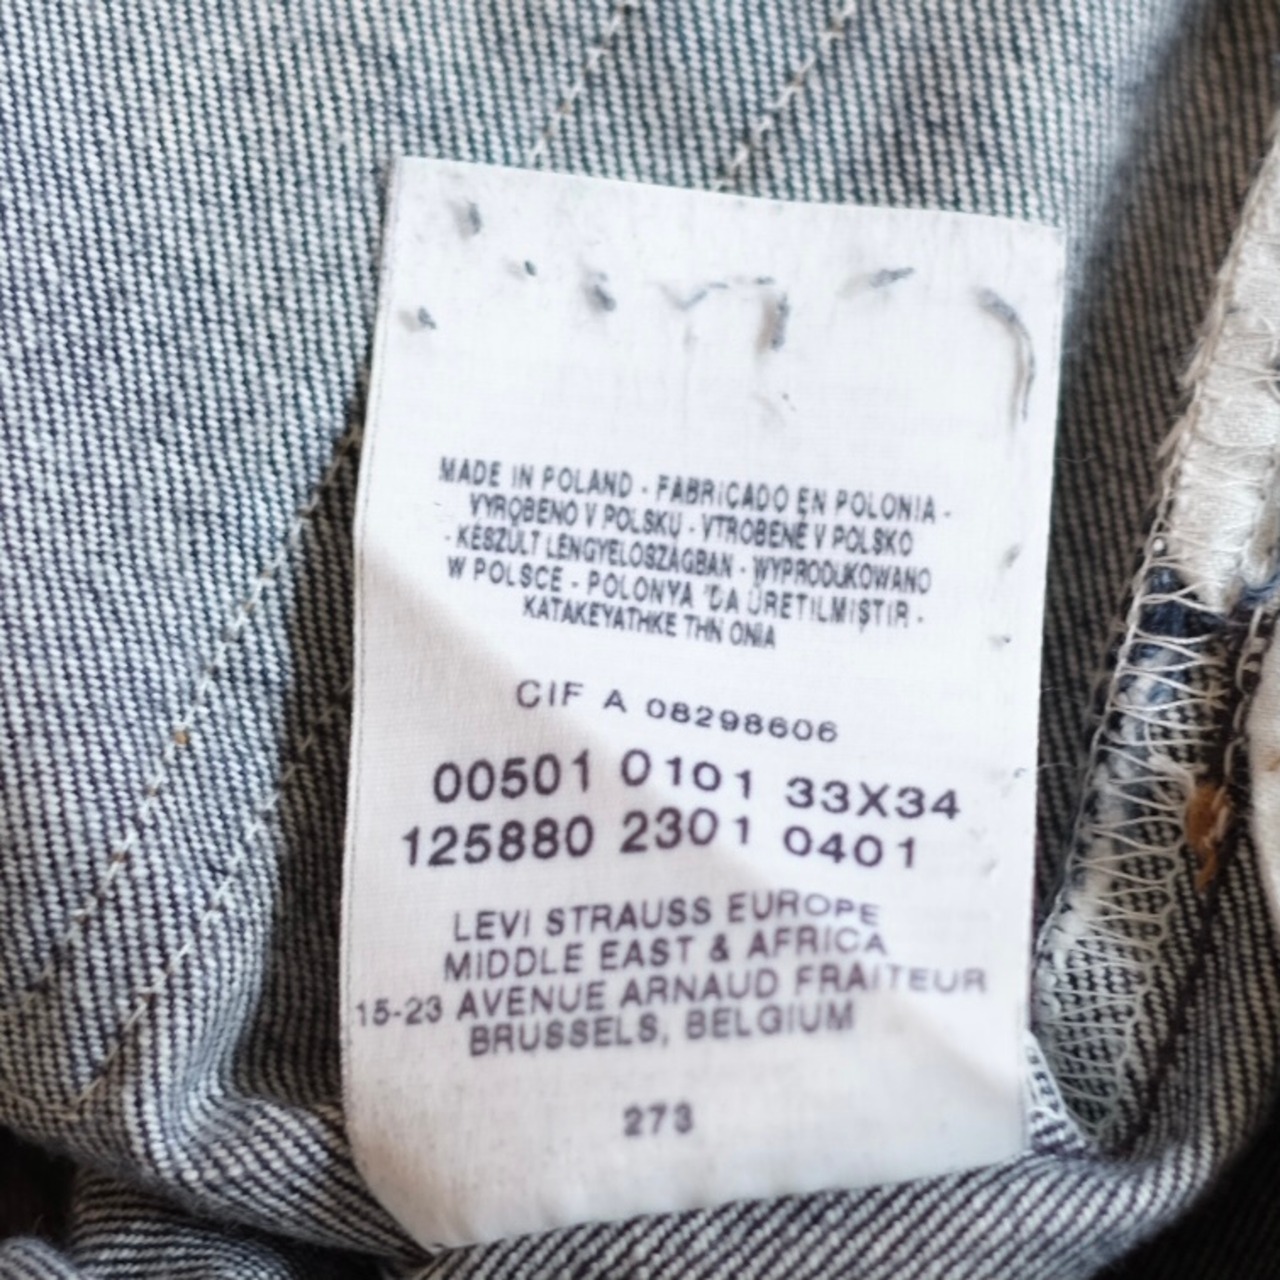 MADE IN POLAND - FABRICADO EN POLONIA -
VYROBENO V POLSKU - VTROBENE V POLSKO
- KÉSZÜLT LENGYELOSZAGBAN - WYPRODUKOWANO
W POLSCE - POLONYA 'DA ÜRETILMIŞTIR -
KATAKEYATHKE THN ONIA
CIF A 08298606
00501 0101 33X34
125880 2301 0401
LEVI STRAUSS EUROPE
MIDDLE EAST & AFRICA
15-23 AVENUE ARNAUD FRAITEUR
BRUSSELS, BELGIUM
273